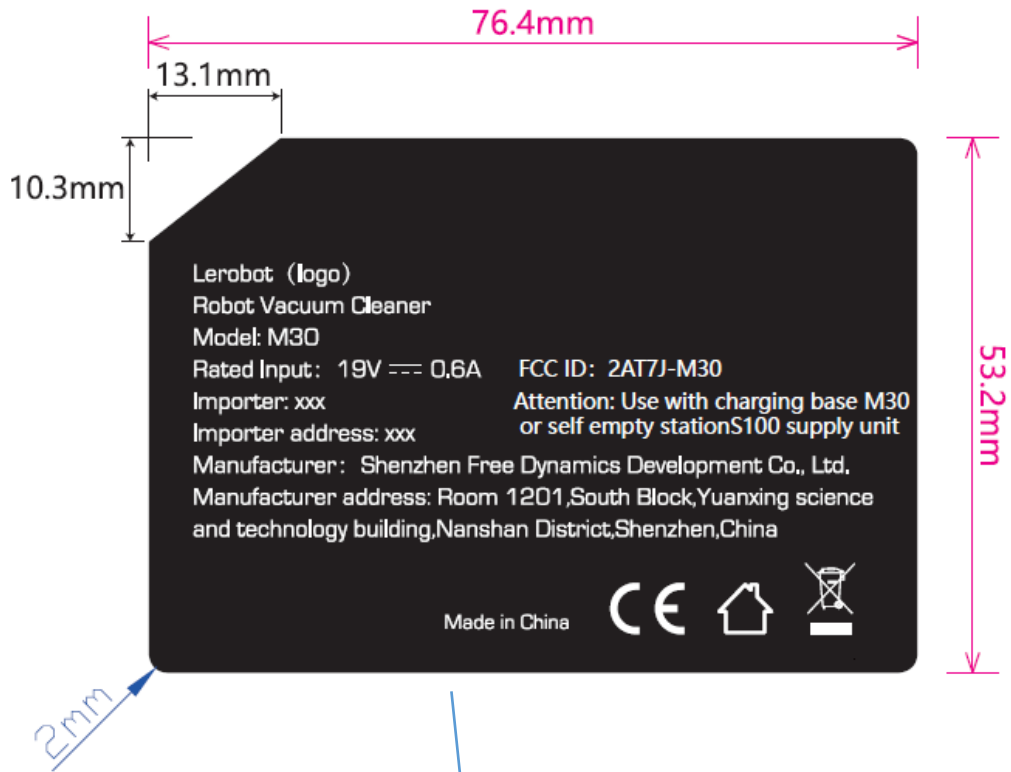 76.4mm
13.1mm
10.3mm
Lerobot（logo）
Robot Vacuum Cleaner
Model: M30
Rated Input： 19V ⎓ 0.6A FCC ID：2AT7J-M30
Importer: xxx Attention: Use with charging base M30
Importer address: xxx or self empty stationS100 supply unit
Manufacturer： Shenzhen Free Dynamics Development Co., Ltd.
Manufacturer address: Room 1201,South Block,Yuanxing science
and technology building,Nanshan District,Shenzhen,China
Made in China CE
53.2mm
2mm